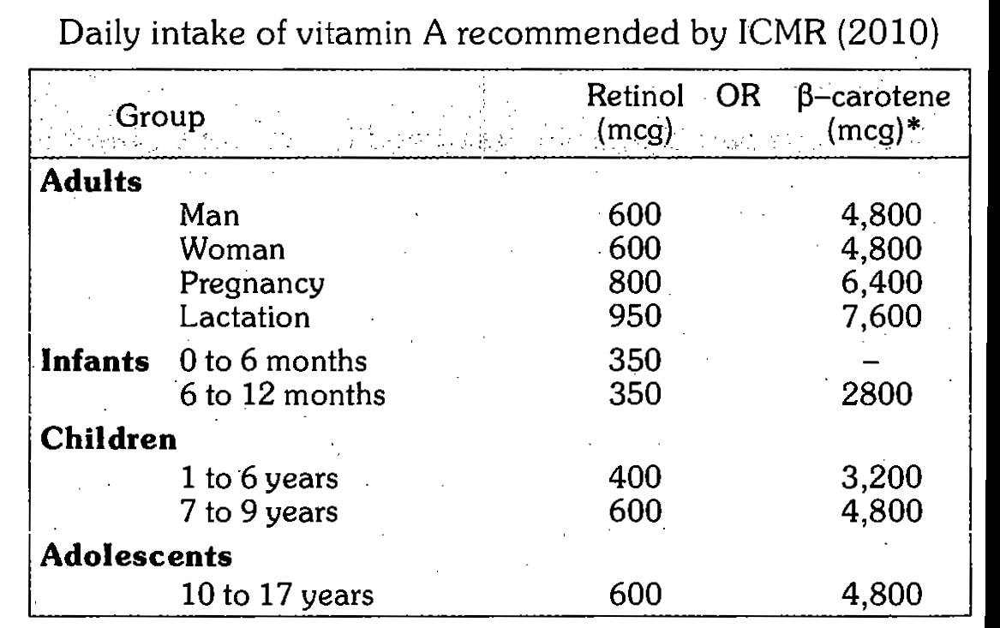 Daily intake of vitamin A recommended by ICMR (2010)
Group Retinol OR β–carotene
(mcg) (mcg)*
Adults
Man 600 4,800
Woman 600 4,800
Pregnancy 800 6,400
Lactation 950 7,600
Infants 0 to 6 months 350 –
6 to 12 months 350 2800
Children
1 to 6 years 400 3,200
7 to 9 years 600 4,800
Adolescents
10 to 17 years 600 4,800